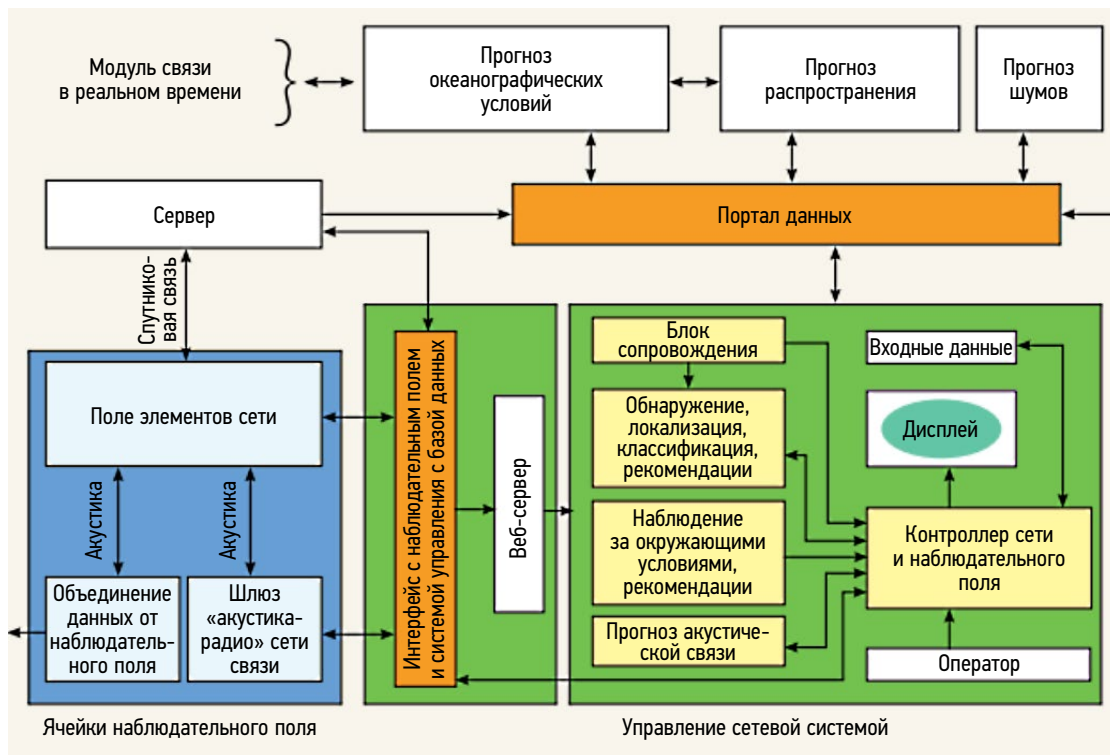 Модуль связи
в реальном времени
Прогноз
океанографических
условий
Прогноз
распространения
Прогноз
шумов
Сервер
Портал данных
Спутнико-
вая связь
Поле элементов сети
Акустика
Акустика
Объединение
данных от
наблюдатель-
ного поля
Шлюз
«акустика-
радио» сети
связи
Ячейки наблюдательного поля
Интерфейс с наблюдательным полем
и системой управления с базой данных
Веб-сервер
Блок
сопровождения
Обнаружение,
локализация,
классификация,
рекомендации
Наблюдение
за окружающими
условиями,
рекомендации
Прогноз акустиче-
ской связи
Входные данные
Дисплей
Контроллер сети
и наблюдательного
поля
Оператор
Управление сетевой системой